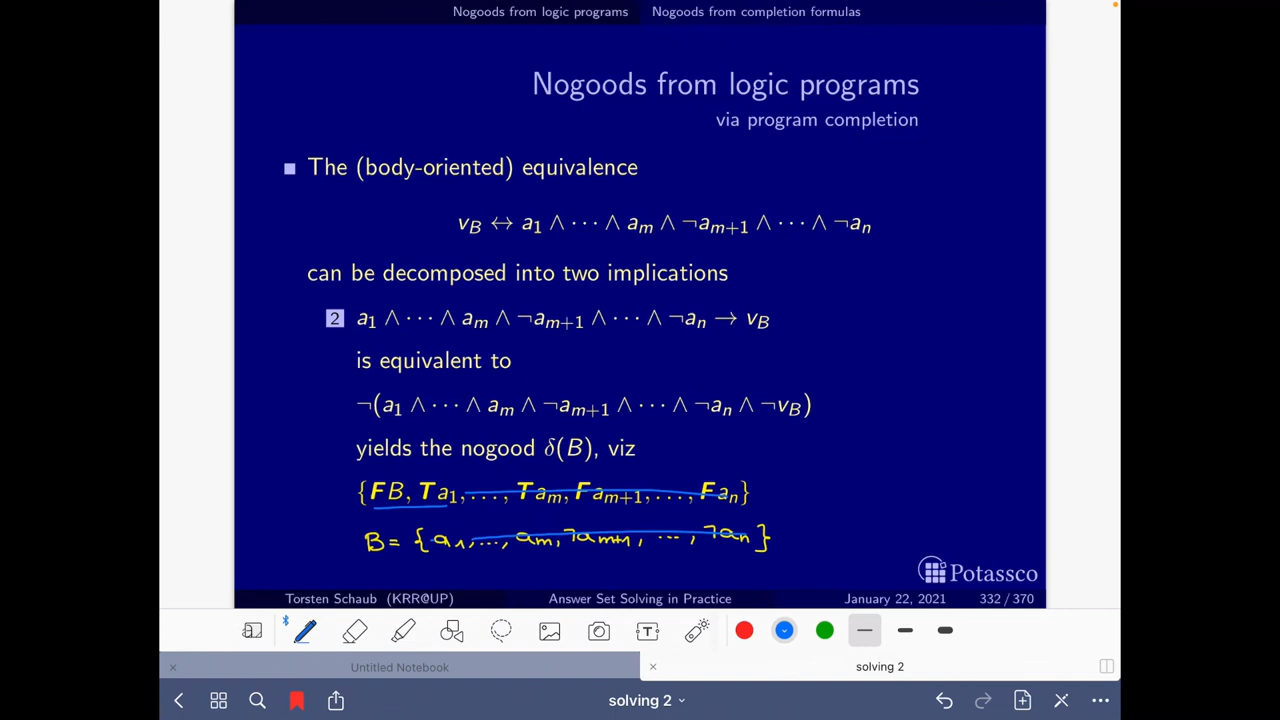 Nogoods from logic programs Nogoods from completion formulas
Nogoods from logic programs
via program completion
The (body-oriented) equivalence
v_B ↔ a_1 ∧ ··· ∧ a_m ∧ ¬a_{m+1} ∧ ··· ∧ ¬a_n
can be decomposed into two implications
2 a_1 ∧ ··· ∧ a_m ∧ ¬a_{m+1} ∧ ··· ∧ ¬a_n → v_B
is equivalent to
¬(a_1 ∧ ··· ∧ a_m ∧ ¬a_{m+1} ∧ ··· ∧ ¬a_n ∧ ¬v_B)
yields the nogood δ(B), viz
{FB, Ta_1, ..., Ta_m, Fa_{m+1}, ..., Fa_n}
B = {a_1, ..., a_m, ¬a_{m+1}, ..., ¬a_n}
Potassco
Torsten Schaub (KRR@UP) Answer Set Solving in Practice January 22, 2021 332 / 370
T
× Untitled Notebook × solving 2
solving 2